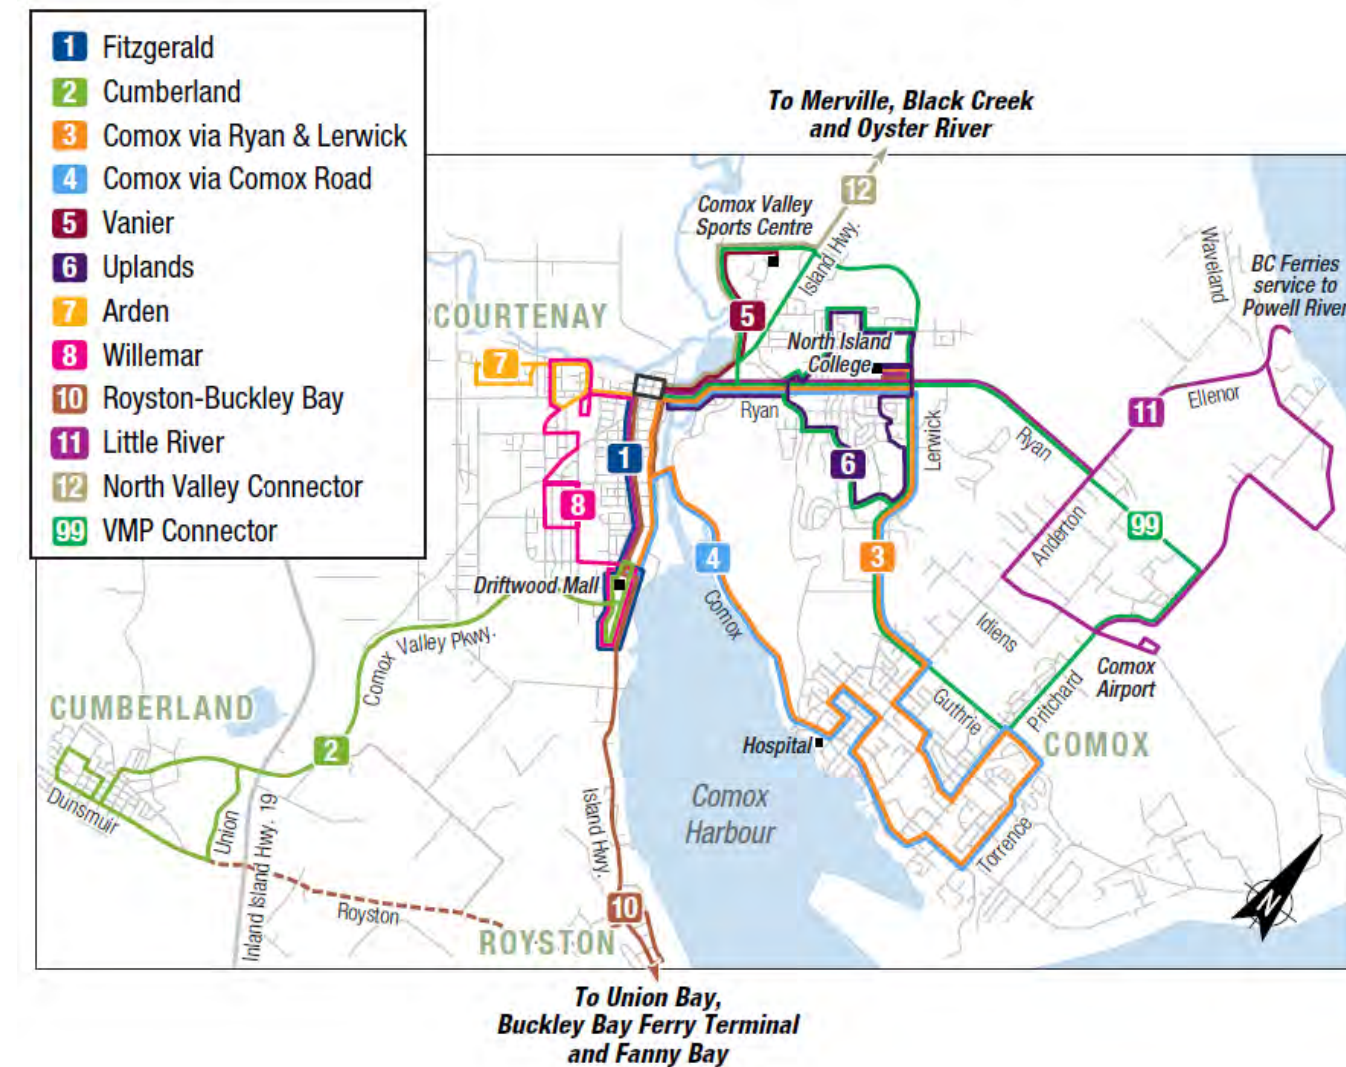 1 Fitzgerald
2 Cumberland
3 Comox via Ryan & Lerwick
4 Comox via Comox Road
5 Vanier
6 Uplands
7 Arden
8 Willemar
10 Royston-Buckley Bay
11 Little River
12 North Valley Connector
99 VMP Connector
To Merville, Black Creek
and Oyster River
12
Comox Valley
Sports Centre
Island Hwy.
Waveland
BC Ferries
service to
Powell River
COURTENAY
5
North Island
College
7
Ryan
Lerwick
Ryan
11
Ellenor
1
6
8
Anderton
99
4
3
Driftwood Mall
Comox
Idiens
Comox Valley Pkwy.
Comox
Airport
Guthrie
Pritchard
CUMBERLAND
COMOX
2
Hospital
Dunsmuir
Union
Inland Island Hwy. 19
Island Hwy.
Comox
Harbour
Torrence
Royston
10
ROYSTON
N
To Union Bay,
Buckley Bay Ferry Terminal
and Fanny Bay